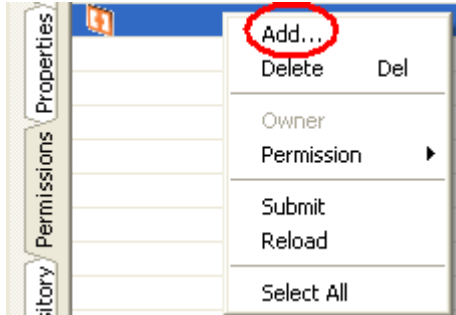 Properties
Permissions
sitory
Add...
Delete Del
Owner
Permission
Submit
Reload
Select All